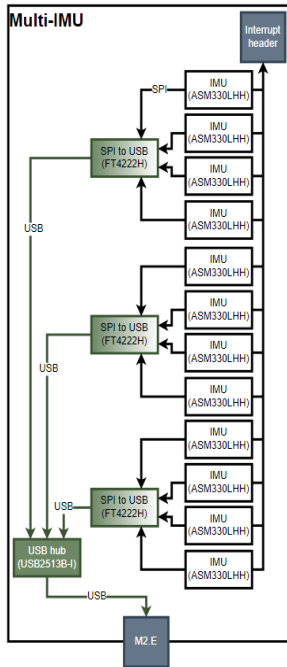 Multi-IMU
Interrupt
header
IMU
(ASM330LHH)
SPI
IMU
(ASM330LHH)
SPI to USB
(FT4222H)
IMU
(ASM330LHH)
IMU
(ASM330LHH)
USB
IMU
(ASM330LHH)
IMU
(ASM330LHH)
SPI to USB
(FT4222H)
IMU
(ASM330LHH)
USB
IMU
(ASM330LHH)
IMU
(ASM330LHH)
IMU
(ASM330LHH)
SPI to USB
(FT4222H)
USB
IMU
(ASM330LHH)
USB hub
(USB2513B-I)
IMU
(ASM330LHH)
USB
M2.E